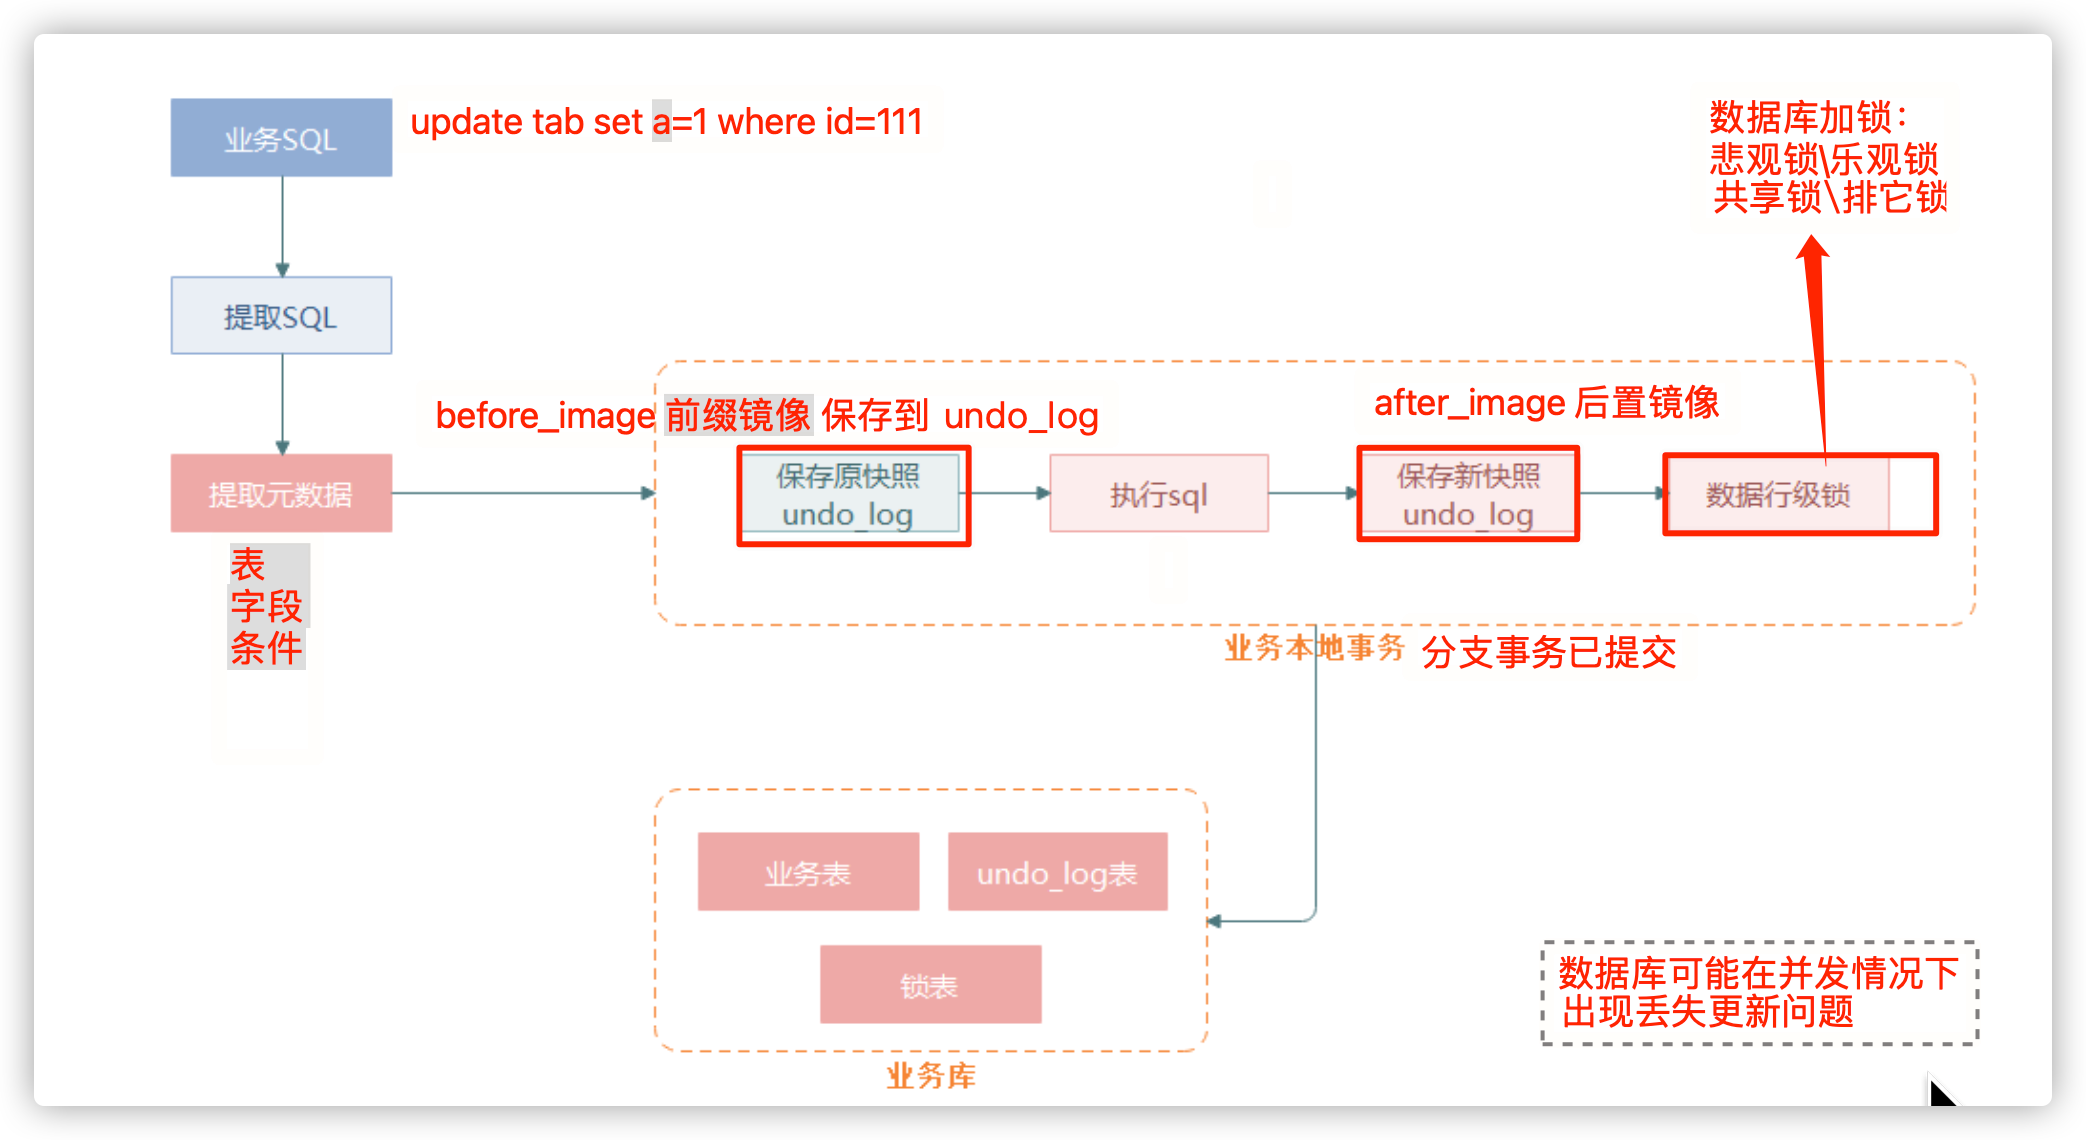 业务SQL
update tab set a=1 where id=111
数据库加锁：
悲观锁\乐观锁
共享锁\排它锁
提取SQL
before_image 前缀镜像 保存到 undo_log
after_image 后置镜像
提取元数据
保存原快照
undo_log
执行sql
保存新快照
undo_log
数据行级锁
表
字段
条件
业务本地事务
分支事务已提交
业务表
undo_log表
锁表
业务库
数据库可能在并发情况下
出现丢失更新问题